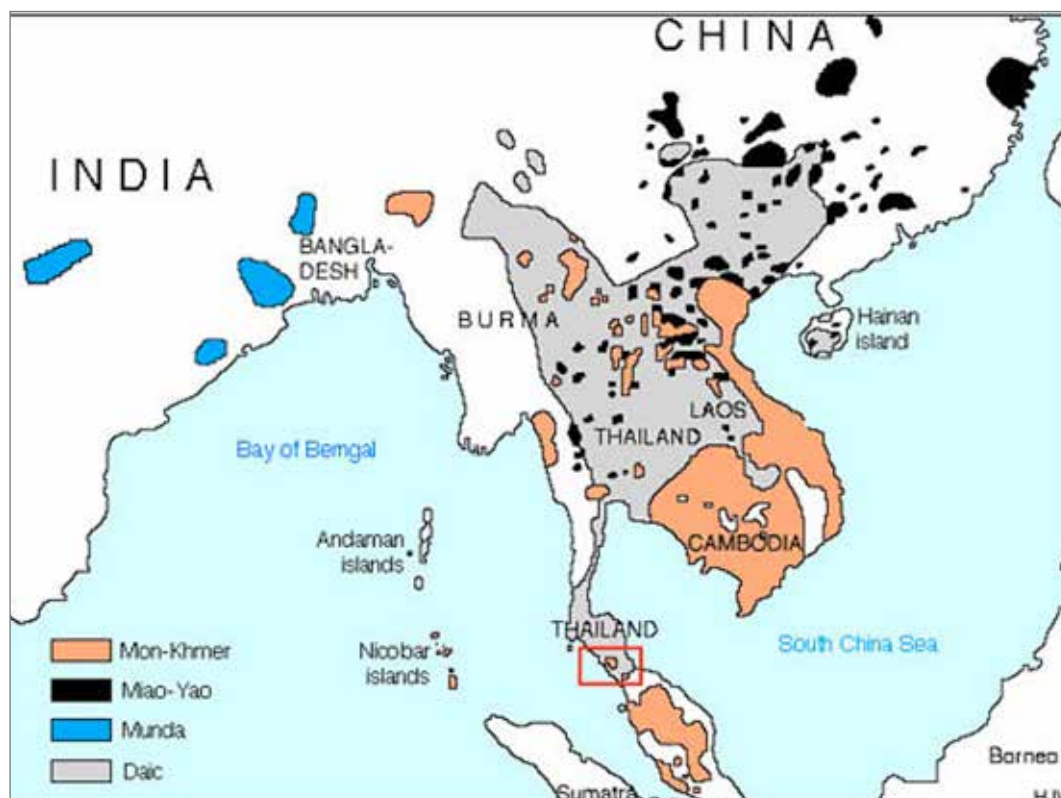 CHINA
INDIA
BANGLA-
DESH
BURMA
Hainan
island
LAOS
THAILAND
Bay of Berngal
CAMBODIA
Andaman
islands
THAILAND
South China Sea
Nicobar
islands
Mon-Khmer
Miao-Yao
Munda
Daic
Borneo
Sumatra